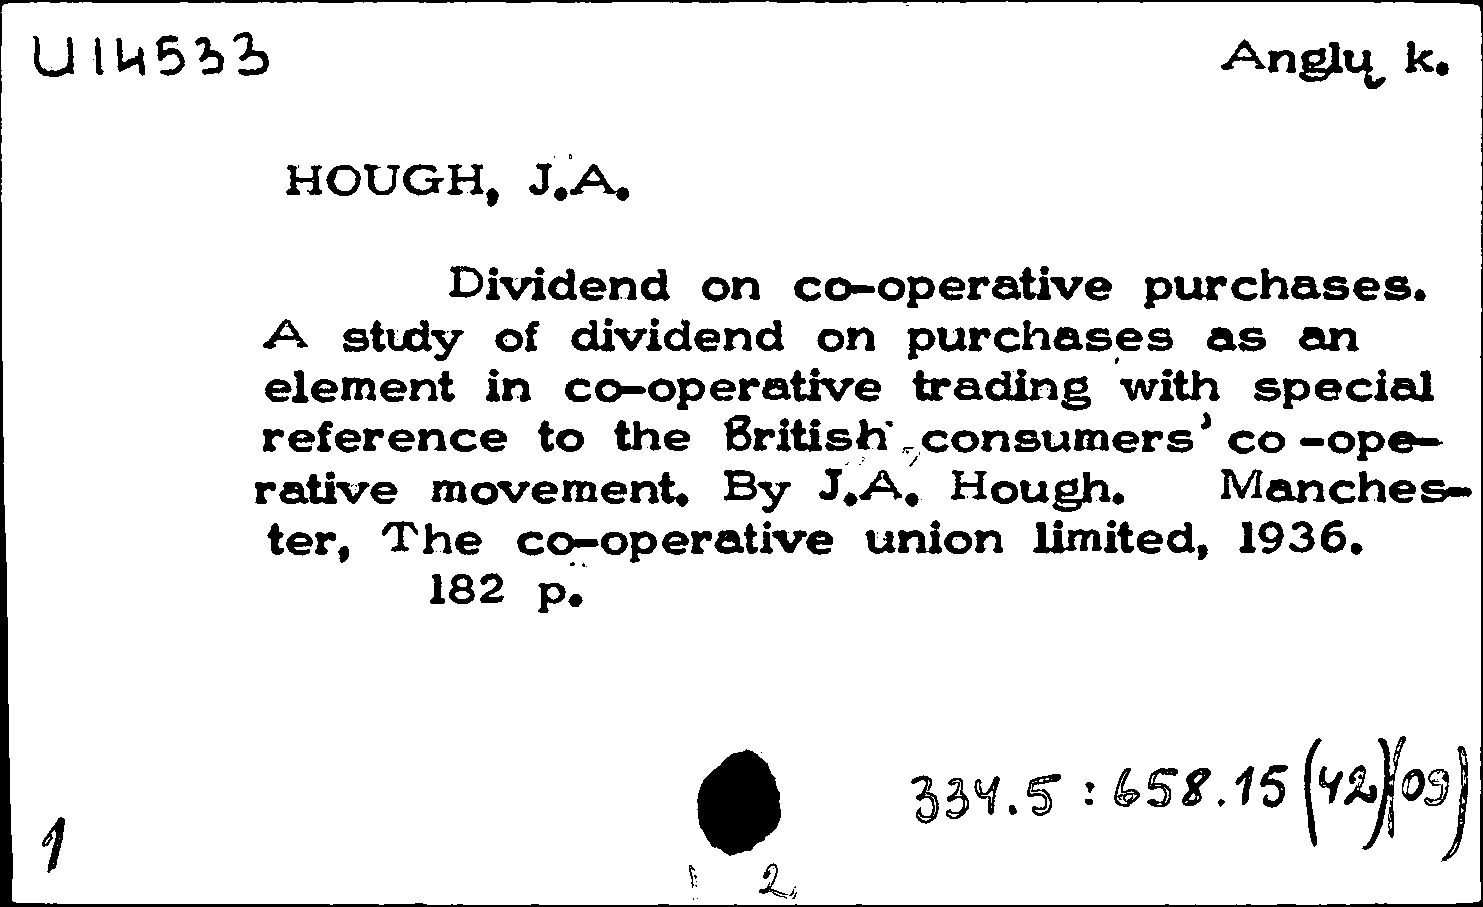 U14533
Anglų k.
HOUGH, J.A.
Dividend on co-operative purchases.
A study of dividend on purchases as an
element in co-operative trading with special
reference to the British consumers' co-ope-
rative movement. By J.A. Hough. Manches-
ter, The co-operative union limited, 1936.
182 p.
334.5:658.15(42)(09)
1
2